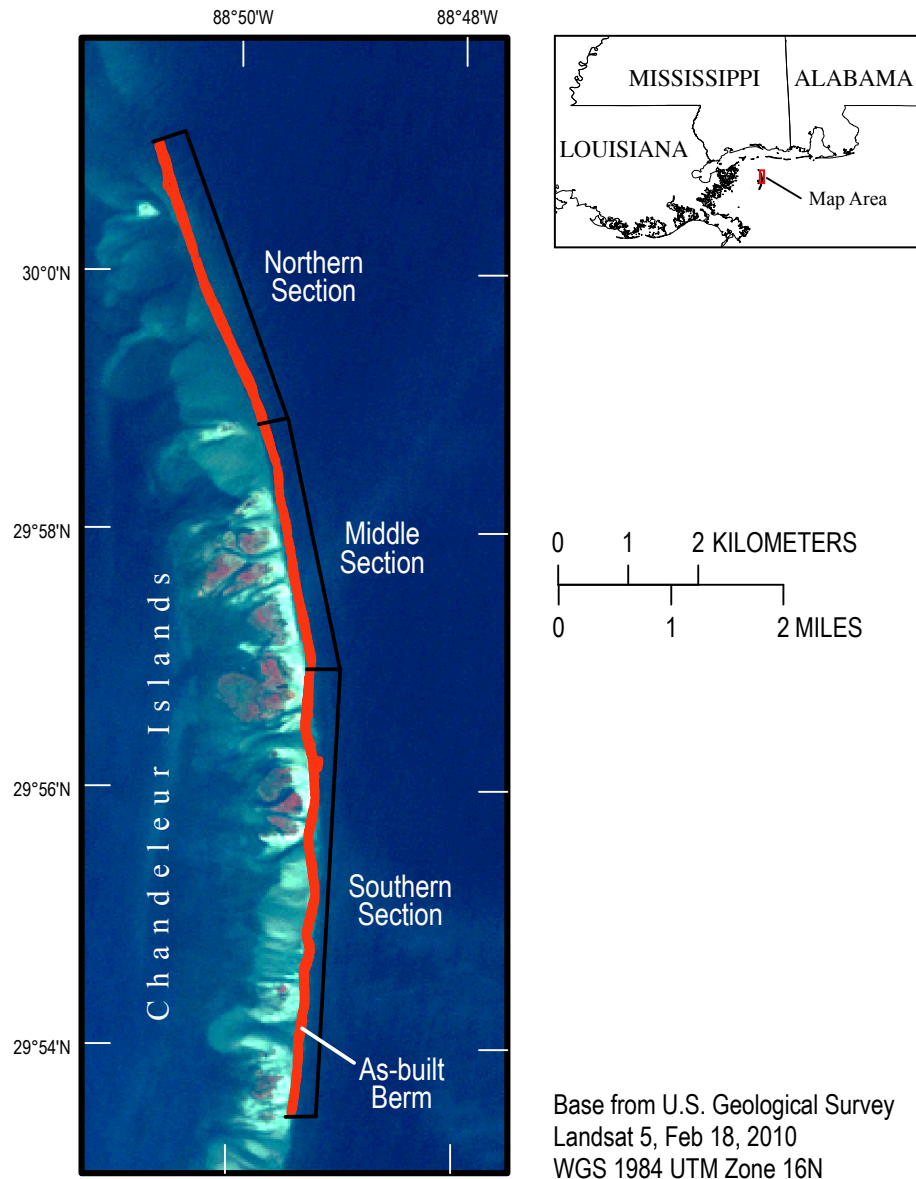 88°50'W
88°48'W
MISSISSIPPI
ALABAMA
LOUISIANA
Map Area
30°0'N
Northern
Section
29°58'N
Middle
Section
0 1 2 KILOMETERS
0 1 2 MILES
Chandeleur Islands
29°56'N
Southern
Section
29°54'N
As-built
Berm
Base from U.S. Geological Survey
Landsat 5, Feb 18, 2010
WGS 1984 UTM Zone 16N